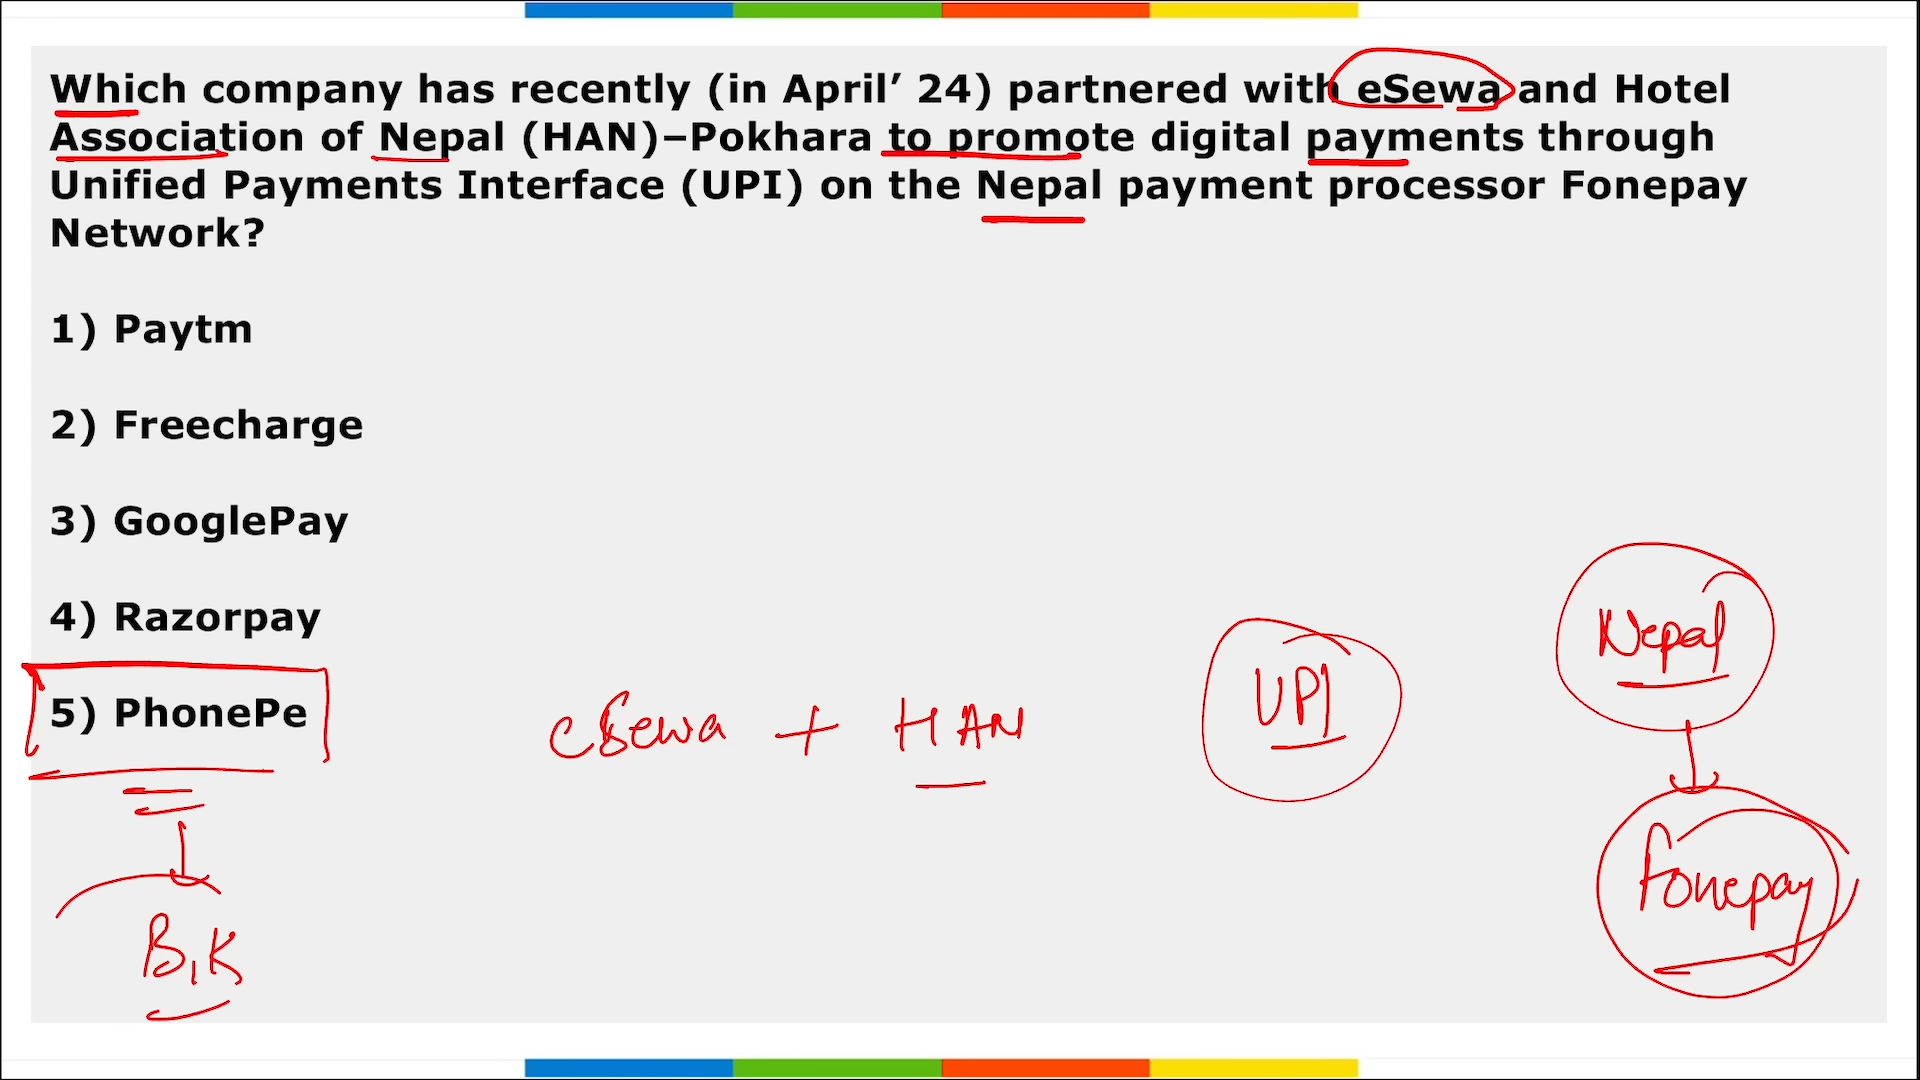 Which company has recently (in April’ 24) partnered with eSewa and Hotel
Association of Nepal (HAN)–Pokhara to promote digital payments through
Unified Payments Interface (UPI) on the Nepal payment processor Fonepay
Network?
1) Paytm
2) Freecharge
3) GooglePay
4) Razorpay
5) PhonePe
eSewa + HAN
UPI
Nepal
Fonepay
B,K